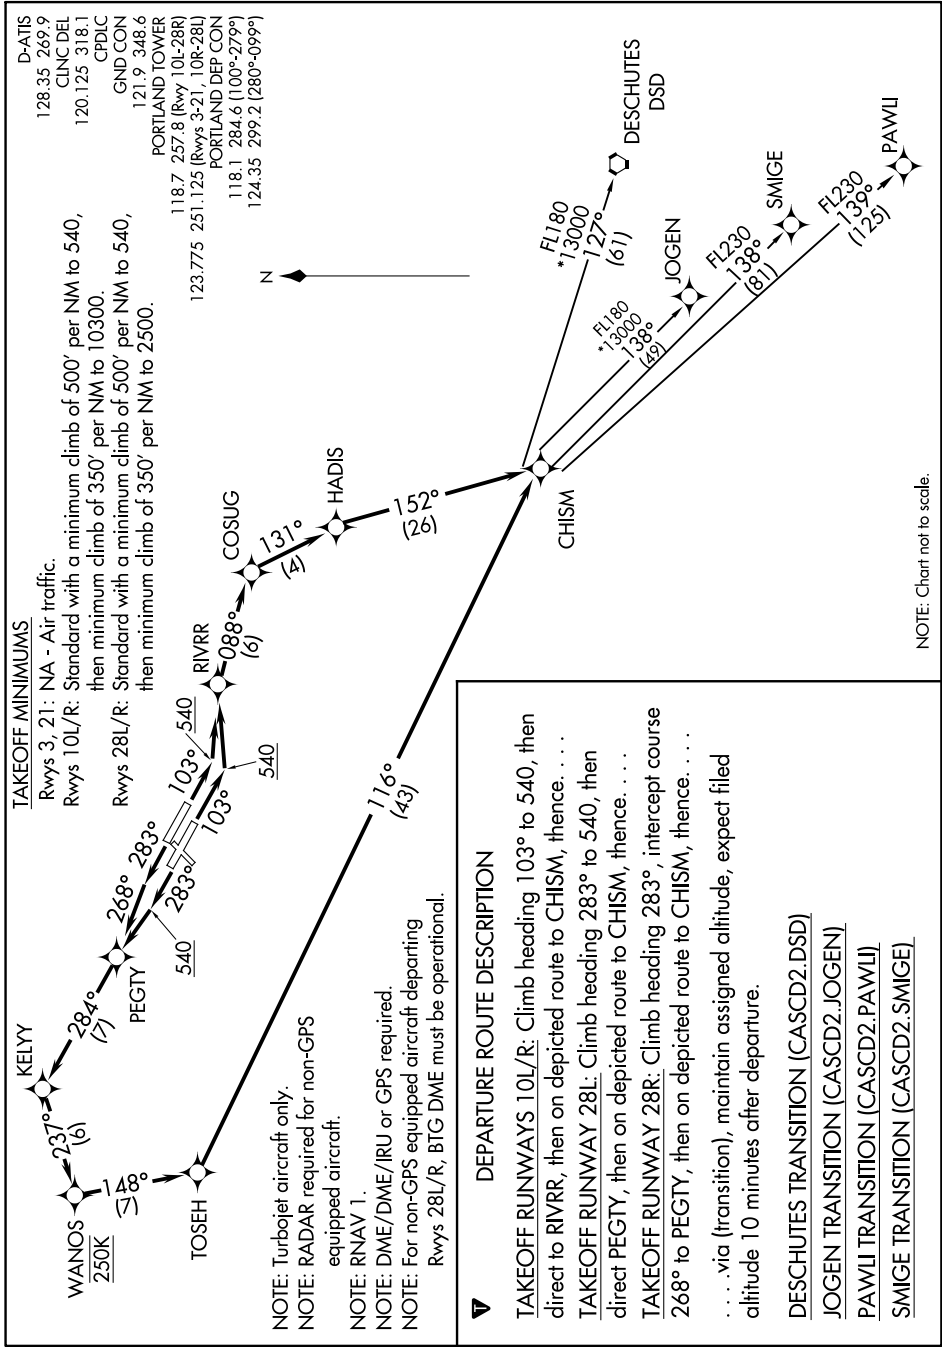 TAKEOFF MINIMUMS
Rwys 3, 21: NA - Air traffic.
Rwys 10L/R: Standard with a minimum climb of 500' per NM to 540,
then minimum climb of 350' per NM to 10300.
Rwys 28L/R: Standard with a minimum climb of 500' per NM to 540,
then minimum climb of 350' per NM to 2500.
D-ATIS
128.35 269.9
CLNC DEL
120.125 318.1
CPDLC
GND CON
121.9 348.6
PORTLAND TOWER
118.7 257.8 (Rwy 10L-28R)
123.775 251.125 (Rwys 3-21, 10R-28L)
PORTLAND DEP CON
118.1 284.6 (100°-279°)
124.35 299.2 (280°-099°)
N
KELYY
284°
(7)
237°
(6)
WANOS
250K
148°
(7)
TOSEH
PEGTY
268°
283°
283°
540
103°
103°
540
540
RIVRR
088°
(6)
COSUG
131°
(4)
HADIS
152°
(26)
116°
(43)
CHISM
FL180
*13000
127°
(61)
DESCHUTES
DSD
FL180
*13000
138°
(49)
JOGEN
FL230
138°
(81)
SMIGE
FL230
139°
(125)
PAWLI
NOTE: Turbojet aircraft only.
NOTE: RADAR required for non-GPS
equipped aircraft.
NOTE: RNAV 1.
NOTE: DME/DME/IRU or GPS required.
NOTE: For non-GPS equipped aircraft departing
Rwys 28L/R, BTG DME must be operational.
NOTE: Chart not to scale.
T
DEPARTURE ROUTE DESCRIPTION
TAKEOFF RUNWAYS 10L/R: Climb heading 103° to 540, then
direct to RIVRR, then on depicted route to CHISM, thence. . . .
TAKEOFF RUNWAY 28L: Climb heading 283° to 540, then
direct PEGTY, then on depicted route to CHISM, thence. . . .
TAKEOFF RUNWAY 28R: Climb heading 283°, intercept course
268° to PEGTY, then on depicted route to CHISM, thence. . . .
. . . .via (transition), maintain assigned altitude, expect filed
altitude 10 minutes after departure.
DESCHUTES TRANSITION (CASCD2.DSD)
JOGEN TRANSITION (CASCD2.JOGEN)
PAWLI TRANSITION (CASCD2.PAWLI)
SMIGE TRANSITION (CASCD2.SMIGE)